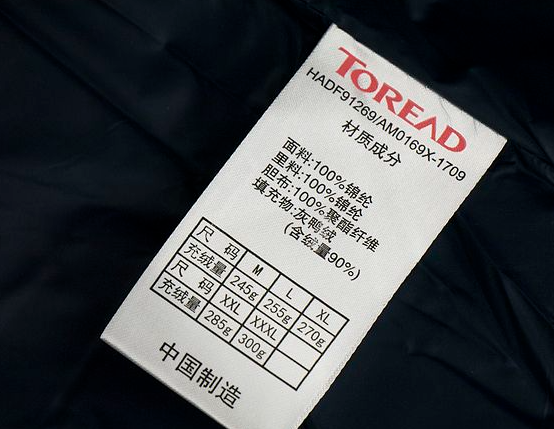 TOREAD
HADF91269/AM0169X-1709
材质成分
面料:100%锦纶
里料:100%锦纶
胆布:100%聚酯纤维
填充物:灰鸭绒
(含绒量90%)
尺 码 M L XL
充绒量 245g 255g 270g
尺 码 XXL XXXL
充绒量 285g 300g
中国制造